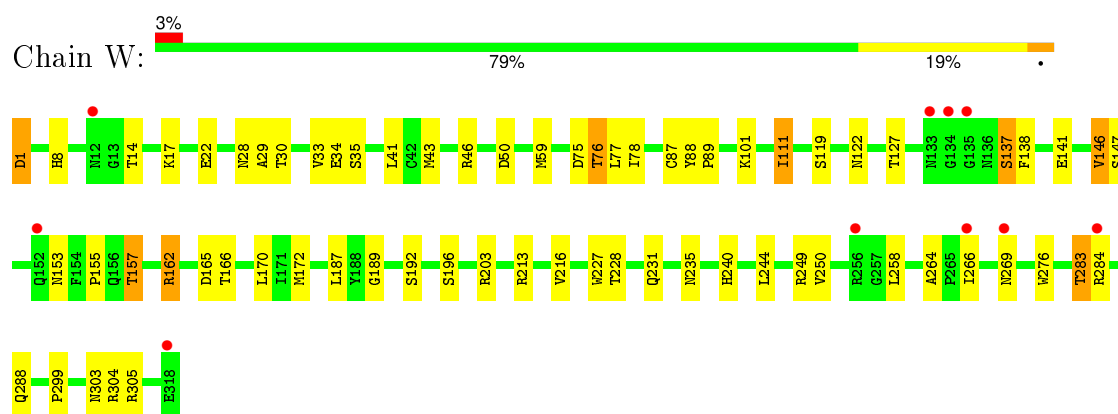 3%
Chain W:
79% 19% •
D1 H8 N12 G13 T14 K17 E22 N28 A29 T30 V33 E34 S35 L41 C42 M43 R46 D50 M59 D75 T76 L77 I78 C87 Y88 P89 K101 I111 S119 N122 T127 N133 G134 G135 N136 S137 F138 E141 V146 S147
Q152 N153 F154 P155 Q156 T157 R162 D165 T166 L170 I171 M172 L187 Y188 G189 S192 S196 R203 R213 V216 W227 T228 Q231 N235 H240 L244 R249 V250 R256 G257 L258 A264 P265 I266 N269 W276 T283 R284
Q288 P299 N303 R304 R305 E318